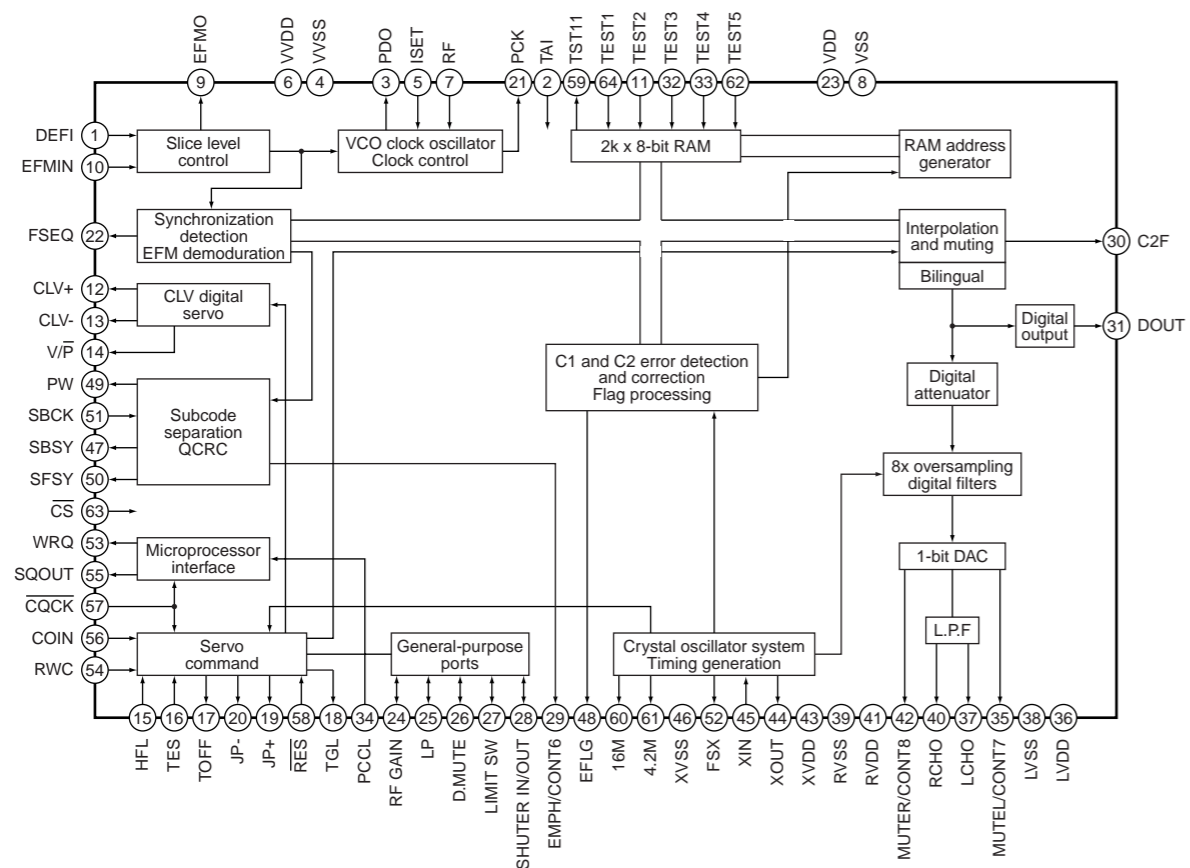 EFMO
VVDD
VVSS
PDO
ISET
RF
PCK
TAI
TST11
TEST1
TEST2
TEST3
TEST4
TEST5
VDD
VSS
9
6
4
3
5
7
21
2
59
64
11
32
33
62
23
8
DEFI 1
EFMIN 10
Slice level
control
VCO clock oscillator
Clock control
2k x 8-bit RAM
RAM address
generator
FSEQ 22
Synchronization
detection
EFM demoduration
Interpolation
and muting
Bilingual
30 C2F
CLV+ 12
CLV- 13
V/P̅ 14
CLV digital
servo
Digital
output
31 DOUT
PW 49
SBCK 51
SBSY 47
SFSY 50
Subcode
separation
QCRC
C1 and C2 error detection
and correction
Flag processing
Digital
attenuator
8x oversampling
digital filters
C̅S̅ 63
WRQ 53
SQOUT 55
Microprocessor
interface
1-bit DAC
C̅Q̅C̅K̅ 57
COIN 56
RWC 54
Servo
command
General-purpose
ports
Crystal oscillator system
Timing generation
L.P.F
15
16
17
20
19
58
18
34
24
25
26
27
28
29
48
60
61
46
52
45
44
43
39
41
42
40
37
35
38
36
HFL
TES
TOFF
JP-
JP+
R̅E̅S̅
TGL
PCCL
RF GAIN
LP
D.MUTE
LIMIT SW
SHUTER IN/OUT
EMPH/CONT6
EFLG
16M
4.2M
XVSS
FSX
XIN
XOUT
XVDD
RVSS
RVDD
MUTER/CONT8
RCHO
LCHO
MUTEL/CONT7
LVSS
LVDD